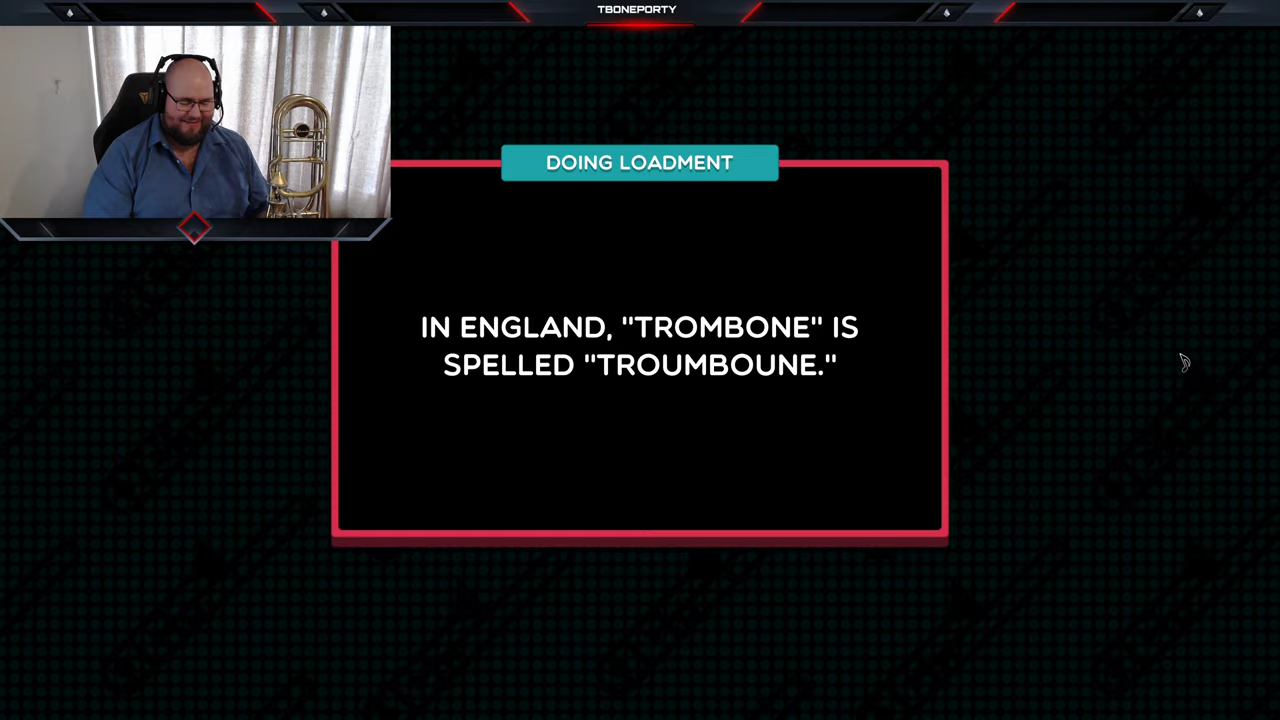 TBONEPORTY
DOING LOADMENT
IN ENGLAND, "TROMBONE" IS
SPELLED "TROUMBOUNE."